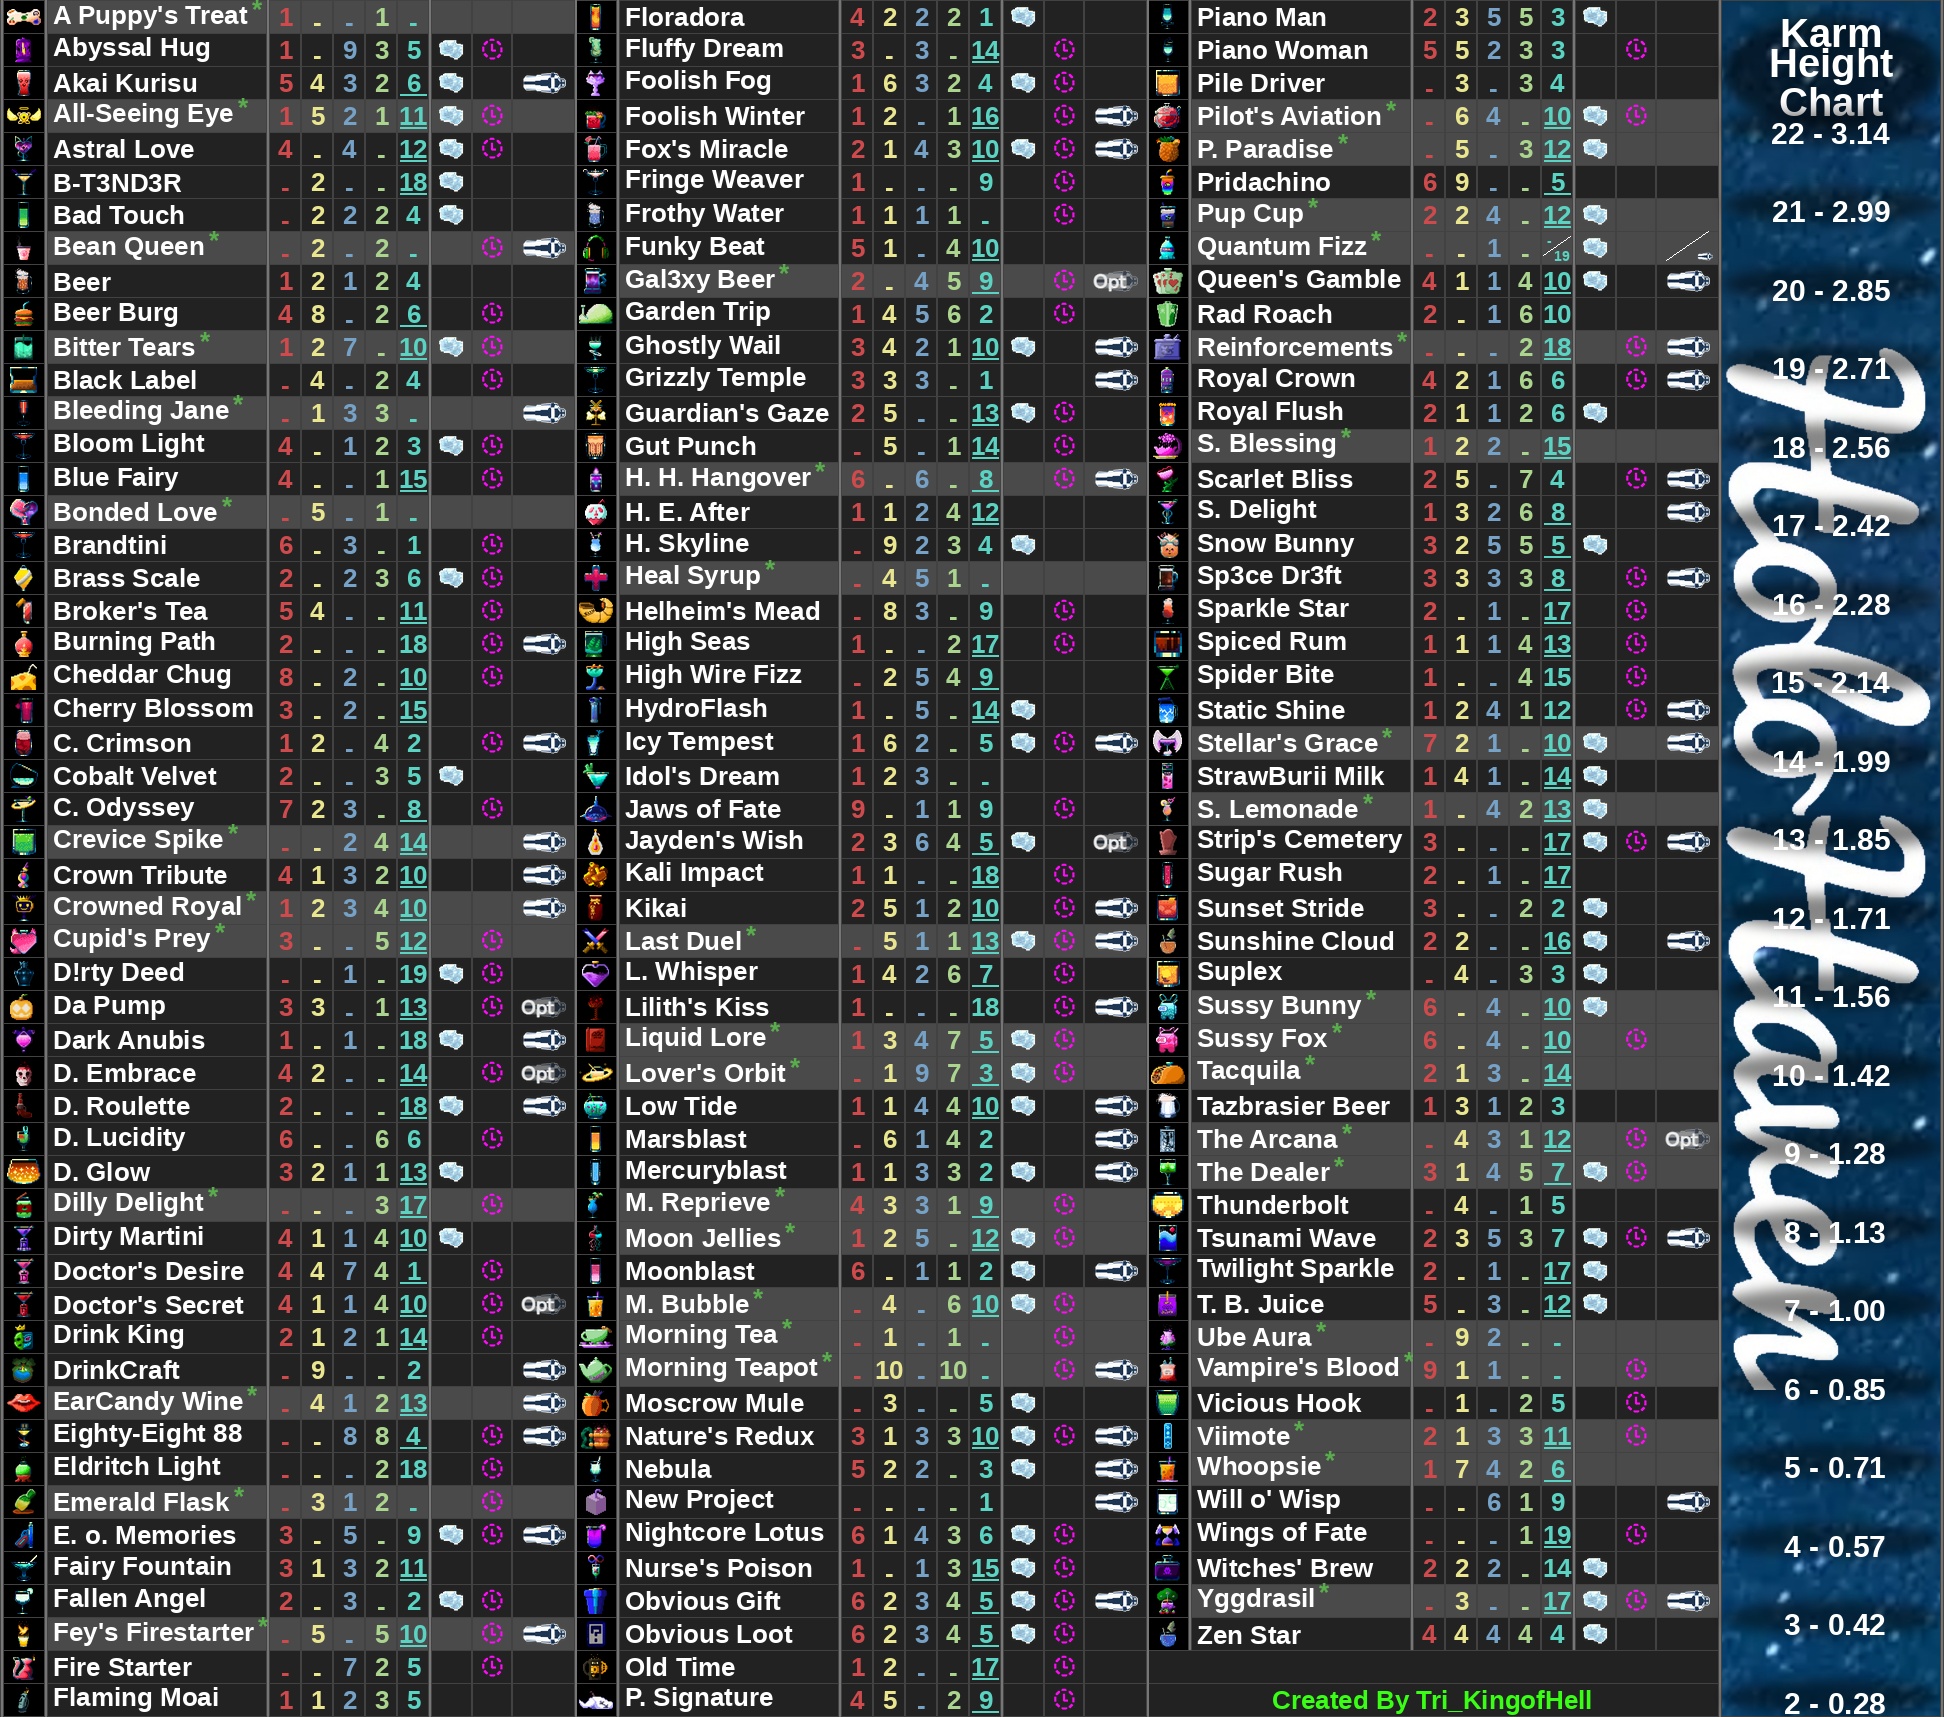 A Puppy's Treat * 1 - - 1 -
Abyssal Hug 1 - 9 3 5
Akai Kurisu 5 4 3 2 6
All-Seeing Eye * 1 5 2 1 11
Astral Love 4 - 4 - 12
B-T3ND3R - 2 - - 18
Bad Touch - 2 2 2 4
Bean Queen * - 2 - 2 -
Beer 1 2 1 2 4
Beer Burg 4 8 - 2 6
Bitter Tears * 1 2 7 - 10
Black Label - 4 - 2 4
Bleeding Jane * - 1 3 3 -
Bloom Light 4 - 1 2 3
Blue Fairy 4 - - 1 15
Bonded Love * - 5 - 1 -
Brandtini 6 - 3 - 1
Brass Scale 2 - 2 3 6
Broker's Tea 5 4 - - 11
Burning Path 2 - - - 18
Cheddar Chug 8 - 2 - 10
Cherry Blossom 3 - 2 - 15
C. Crimson 1 2 - 4 2
Cobalt Velvet 2 - - 3 5
C. Odyssey 7 2 3 - 8
Crevice Spike * - - 2 4 14
Crown Tribute 4 1 3 2 10
Crowned Royal * 1 2 3 4 10
Cupid's Prey * 3 - - 5 12
D!rty Deed - - 1 - 19
Da Pump 3 3 - 1 13 Opt
Dark Anubis 1 - 1 - 18
D. Embrace 4 2 - - 14 Opt
D. Roulette 2 - - - 18
D. Lucidity 6 - - 6 6
D. Glow 3 2 1 1 13
Dilly Delight * - - - 3 17
Dirty Martini 4 1 1 4 10
Doctor's Desire 4 4 7 4 1
Doctor's Secret 4 1 1 4 10 Opt
Drink King 2 1 2 1 14
DrinkCraft - 9 - - 2
EarCandy Wine * - 4 1 2 13
Eighty-Eight 88 - - 8 8 4
Eldritch Light - - - 2 18
Emerald Flask * - 3 1 2 -
E. o. Memories 3 - 5 - 9
Fairy Fountain 3 1 3 2 11
Fallen Angel 2 - 3 - 2
Fey's Firestarter * - 5 - 5 10
Fire Starter - - 7 2 5
Flaming Moai 1 1 2 3 5
Floradora 4 2 2 2 1
Fluffy Dream 3 - 3 - 14
Foolish Fog 1 6 3 2 4
Foolish Winter 1 2 - 1 16
Fox's Miracle 2 1 4 3 10
Fringe Weaver 1 - - - 9
Frothy Water 1 1 1 1 -
Funky Beat 5 1 - 4 10
Gal3xy Beer * 2 - 4 5 9 Opt
Garden Trip 1 4 5 6 2
Ghostly Wail 3 4 2 1 10
Grizzly Temple 3 3 3 - 1
Guardian's Gaze 2 5 - - 13
Gut Punch - 5 - 1 14
H. H. Hangover * 6 - 6 - 8
H. E. After 1 1 2 4 12
H. Skyline - 9 2 3 4
Heal Syrup * - 4 5 1 -
Helheim's Mead - 8 3 - 9
High Seas 1 - - 2 17
High Wire Fizz - 2 5 4 9
HydroFlash 1 - 5 - 14
Icy Tempest 1 6 2 - 5
Idol's Dream 1 2 3 - -
Jaws of Fate 9 - 1 1 9
Jayden's Wish 2 3 6 4 5 Opt
Kali Impact 1 1 - - 18
Kikai 2 5 1 2 10
Last Duel * - 5 1 1 13
L. Whisper 1 4 2 6 7
Lilith's Kiss 1 - - - 18
Liquid Lore * 1 3 4 7 5
Lover's Orbit * - 1 9 7 3
Low Tide 1 1 4 4 10
Marsblast - 6 1 4 2
Mercuryblast 1 1 3 3 2
M. Reprieve * 4 3 3 1 9
Moon Jellies * 1 2 5 - 12
Moonblast 6 - 1 1 2
M. Bubble * - 4 - 6 10
Morning Tea * - 1 - 1 -
Morning Teapot * - 10 - 10 -
Moscrow Mule - 3 - - 5
Nature's Redux 3 1 3 3 10
Nebula 5 2 2 - 3
New Project - - - - 1
Nightcore Lotus 6 1 4 3 6
Nurse's Poison 1 - 1 3 15
Obvious Gift 6 2 3 4 5
Obvious Loot 6 2 3 4 5
Old Time 1 2 - - 17
P. Signature 4 5 - 2 9
Piano Man 2 3 5 5 3
Piano Woman 5 5 2 3 3
Pile Driver - 3 - 3 4
Pilot's Aviation * - 6 4 - 10
P. Paradise * - 5 - 3 12
Pridachino 6 9 - - 5
Pup Cup * 2 2 4 - 12
Quantum Fizz * - - 1 - -/19
Queen's Gamble 4 1 1 4 10
Rad Roach 2 - 1 6 10
Reinforcements * - - - 2 18
Royal Crown 4 2 1 6 6
Royal Flush 2 1 1 2 6
S. Blessing * 1 2 2 - 15
Scarlet Bliss 2 5 - 7 4
S. Delight 1 3 2 6 8
Snow Bunny 3 2 5 5 5
Sp3ce Dr3ft 3 3 3 3 8
Sparkle Star 2 - 1 - 17
Spiced Rum 1 1 1 4 13
Spider Bite 1 - - 4 15
Static Shine 1 2 4 1 12
Stellar's Grace * 7 2 1 - 10
StrawBurii Milk 1 4 1 - 14
S. Lemonade * 1 - 4 2 13
Strip's Cemetery 3 - - - 17
Sugar Rush 2 - 1 - 17
Sunset Stride 3 - - 2 2
Sunshine Cloud 2 2 - - 16
Suplex - 4 - 3 3
Sussy Bunny * 6 - 4 - 10
Sussy Fox * 6 - 4 - 10
Tacquila * 2 1 3 - 14
Tazbrasier Beer 1 3 1 2 3
The Arcana * - 4 3 1 12 Opt
The Dealer * 3 1 4 5 7
Thunderbolt - 4 - 1 5
Tsunami Wave 2 3 5 3 7
Twilight Sparkle 2 - 1 - 17
T. B. Juice 5 - 3 - 12
Ube Aura * - 9 2 - -
Vampire's Blood * 9 1 1 - -
Vicious Hook - 1 - 2 5
Viimote * 2 1 3 3 11
Whoopsie * 1 7 4 2 6
Will o' Wisp - - 6 1 9
Wings of Fate - - - 1 19
Witches' Brew 2 2 2 - 14
Yggdrasil * - 3 - - 17
Zen Star 4 4 4 4 4
Created By Tri_KingofHell
Karm
Height
Chart
22 - 3.14
21 - 2.99
20 - 2.85
19 - 2.71
18 - 2.56
17 - 2.42
16 - 2.28
15 - 2.14
14 - 1.99
13 - 1.85
12 - 1.71
11 - 1.56
10 - 1.42
9 - 1.28
8 - 1.13
7 - 1.00
6 - 0.85
5 - 0.71
4 - 0.57
3 - 0.42
2 - 0.28
Holo Haven